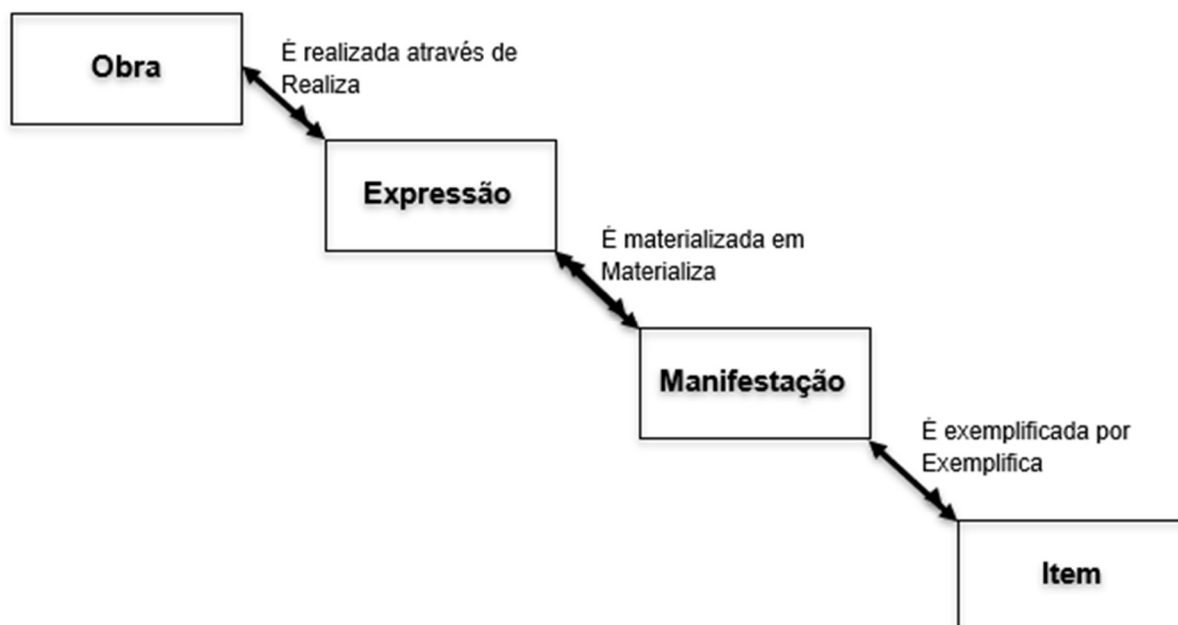 Obra
É realizada através de
Realiza
Expressão
É materializada em
Materializa
Manifestação
É exemplificada por
Exemplifica
Item